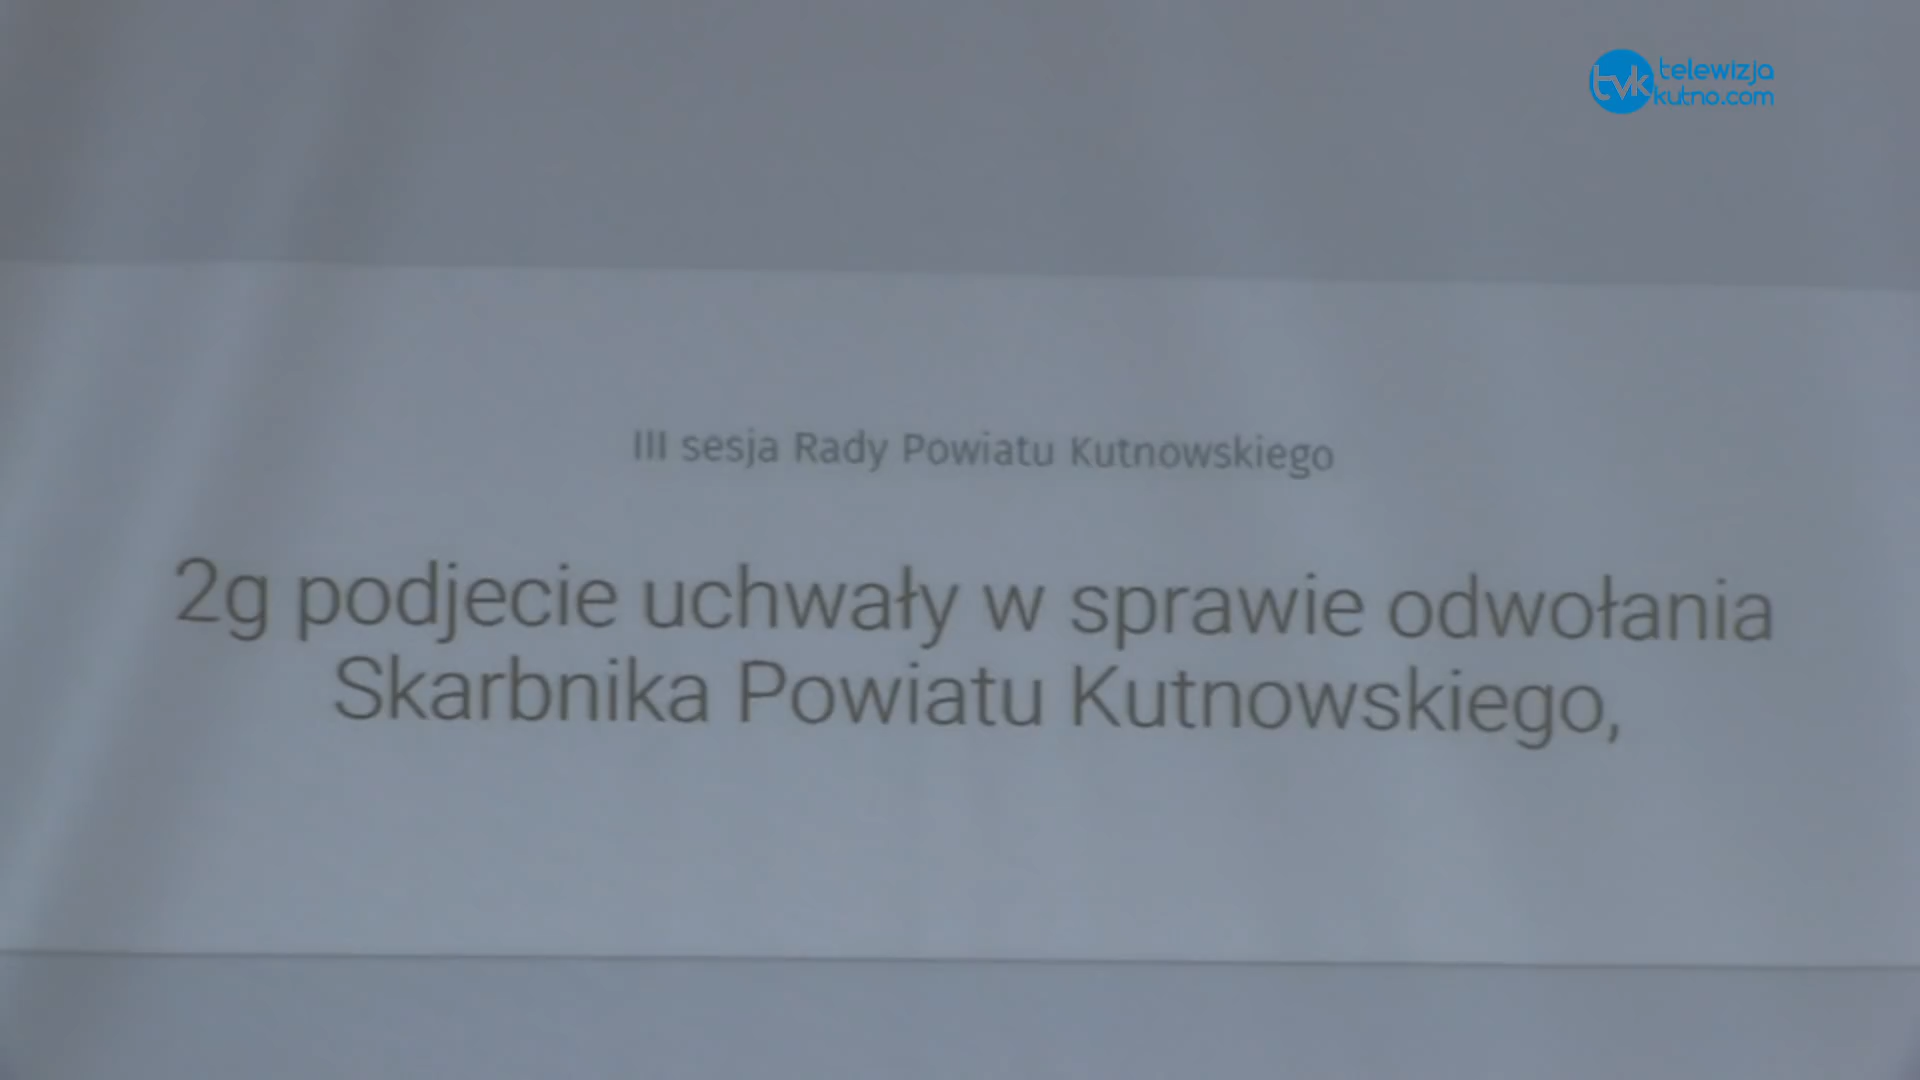 tvk telewizja
kutno.com
III sesja Rady Powiatu Kutnowskiego
2g podjecie uchwały w sprawie odwołania
Skarbnika Powiatu Kutnowskiego,